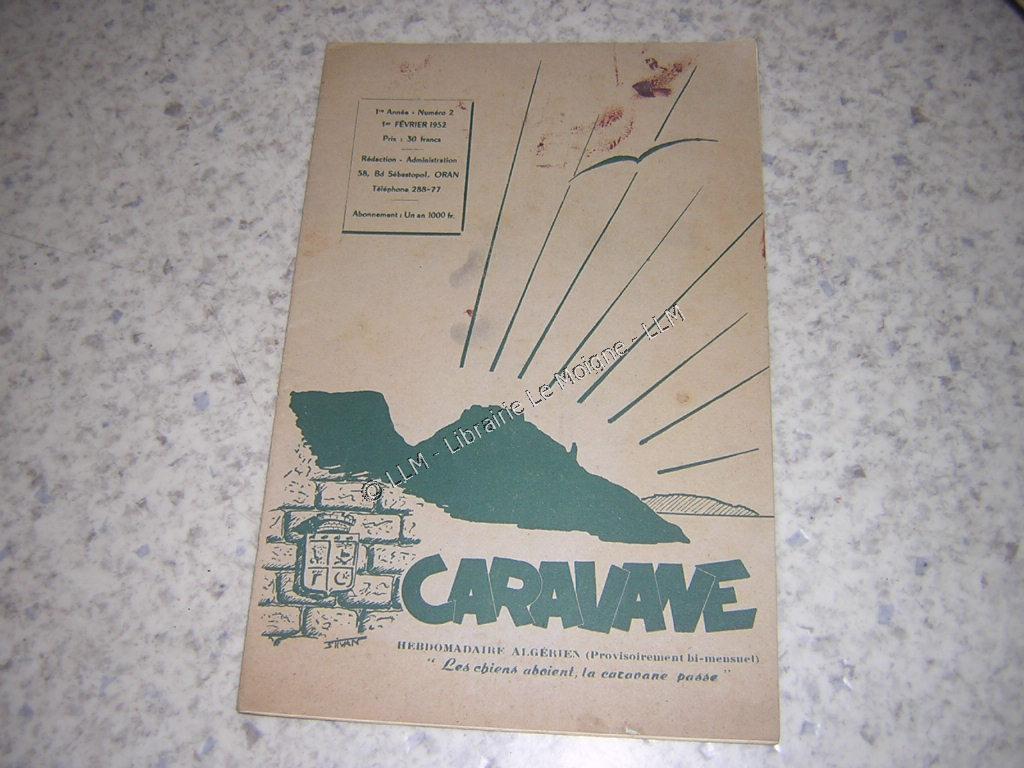 1re Année - Numéro 2
1er FÉVRIER 1952
Prix : 30 francs
Rédaction - Administration
58, Bd Sébastopol, ORAN
Téléphone 288-77
Abonnement : Un an 1000 fr.
© LLM - Librairie Le Moigne - LLM
CARAVANE
HEBDOMADAIRE ALGÉRIEN (Provisoirement bi-mensuel)
" Les chiens aboient, la caravane passe "